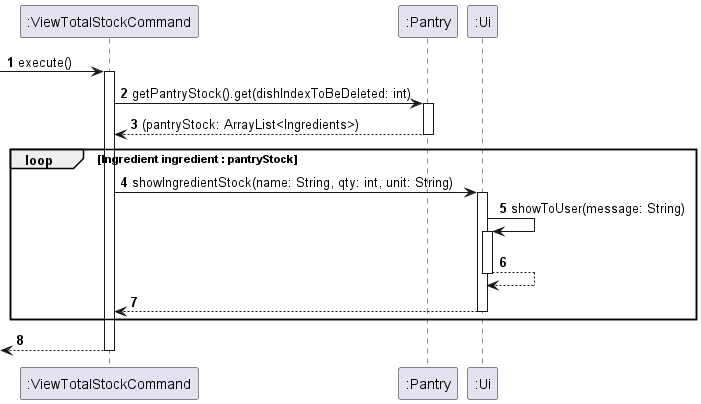 :ViewTotalStockCommand :Pantry :Ui
1 execute()
2 getPantryStock().get(dishIndexToBeDeleted: int)
3 (pantryStock: ArrayList<Ingredients>)
loop [Ingredient ingredient : pantryStock]
4 showIngredientStock(name: String, qty: int, unit: String)
5 showToUser(message: String)
6
7
8
:ViewTotalStockCommand :Pantry :Ui